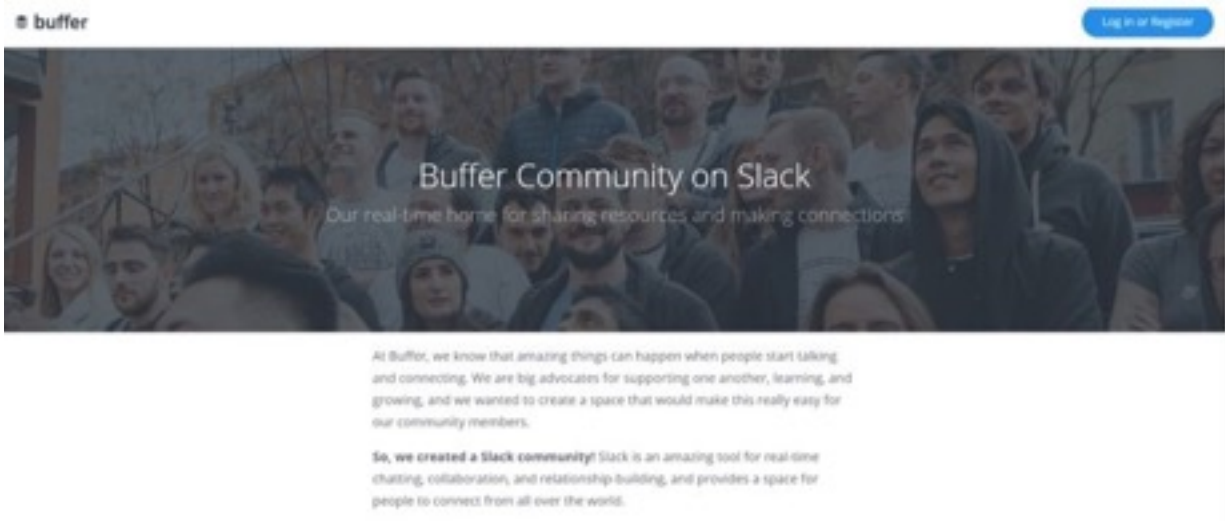 buffer
Log in or Register
Buffer Community on Slack
Our real-time home for sharing resources and making connections
At Buffer, we know that amazing things can happen when people start talking
and connecting. We are big advocates for supporting one another, learning, and
growing, and we wanted to create a space that would make this really easy for
our community members.
So, we created a Slack community! Slack is an amazing tool for real-time
chatting, collaboration, and relationship-building, and provides a space for
people to connect from all over the world.